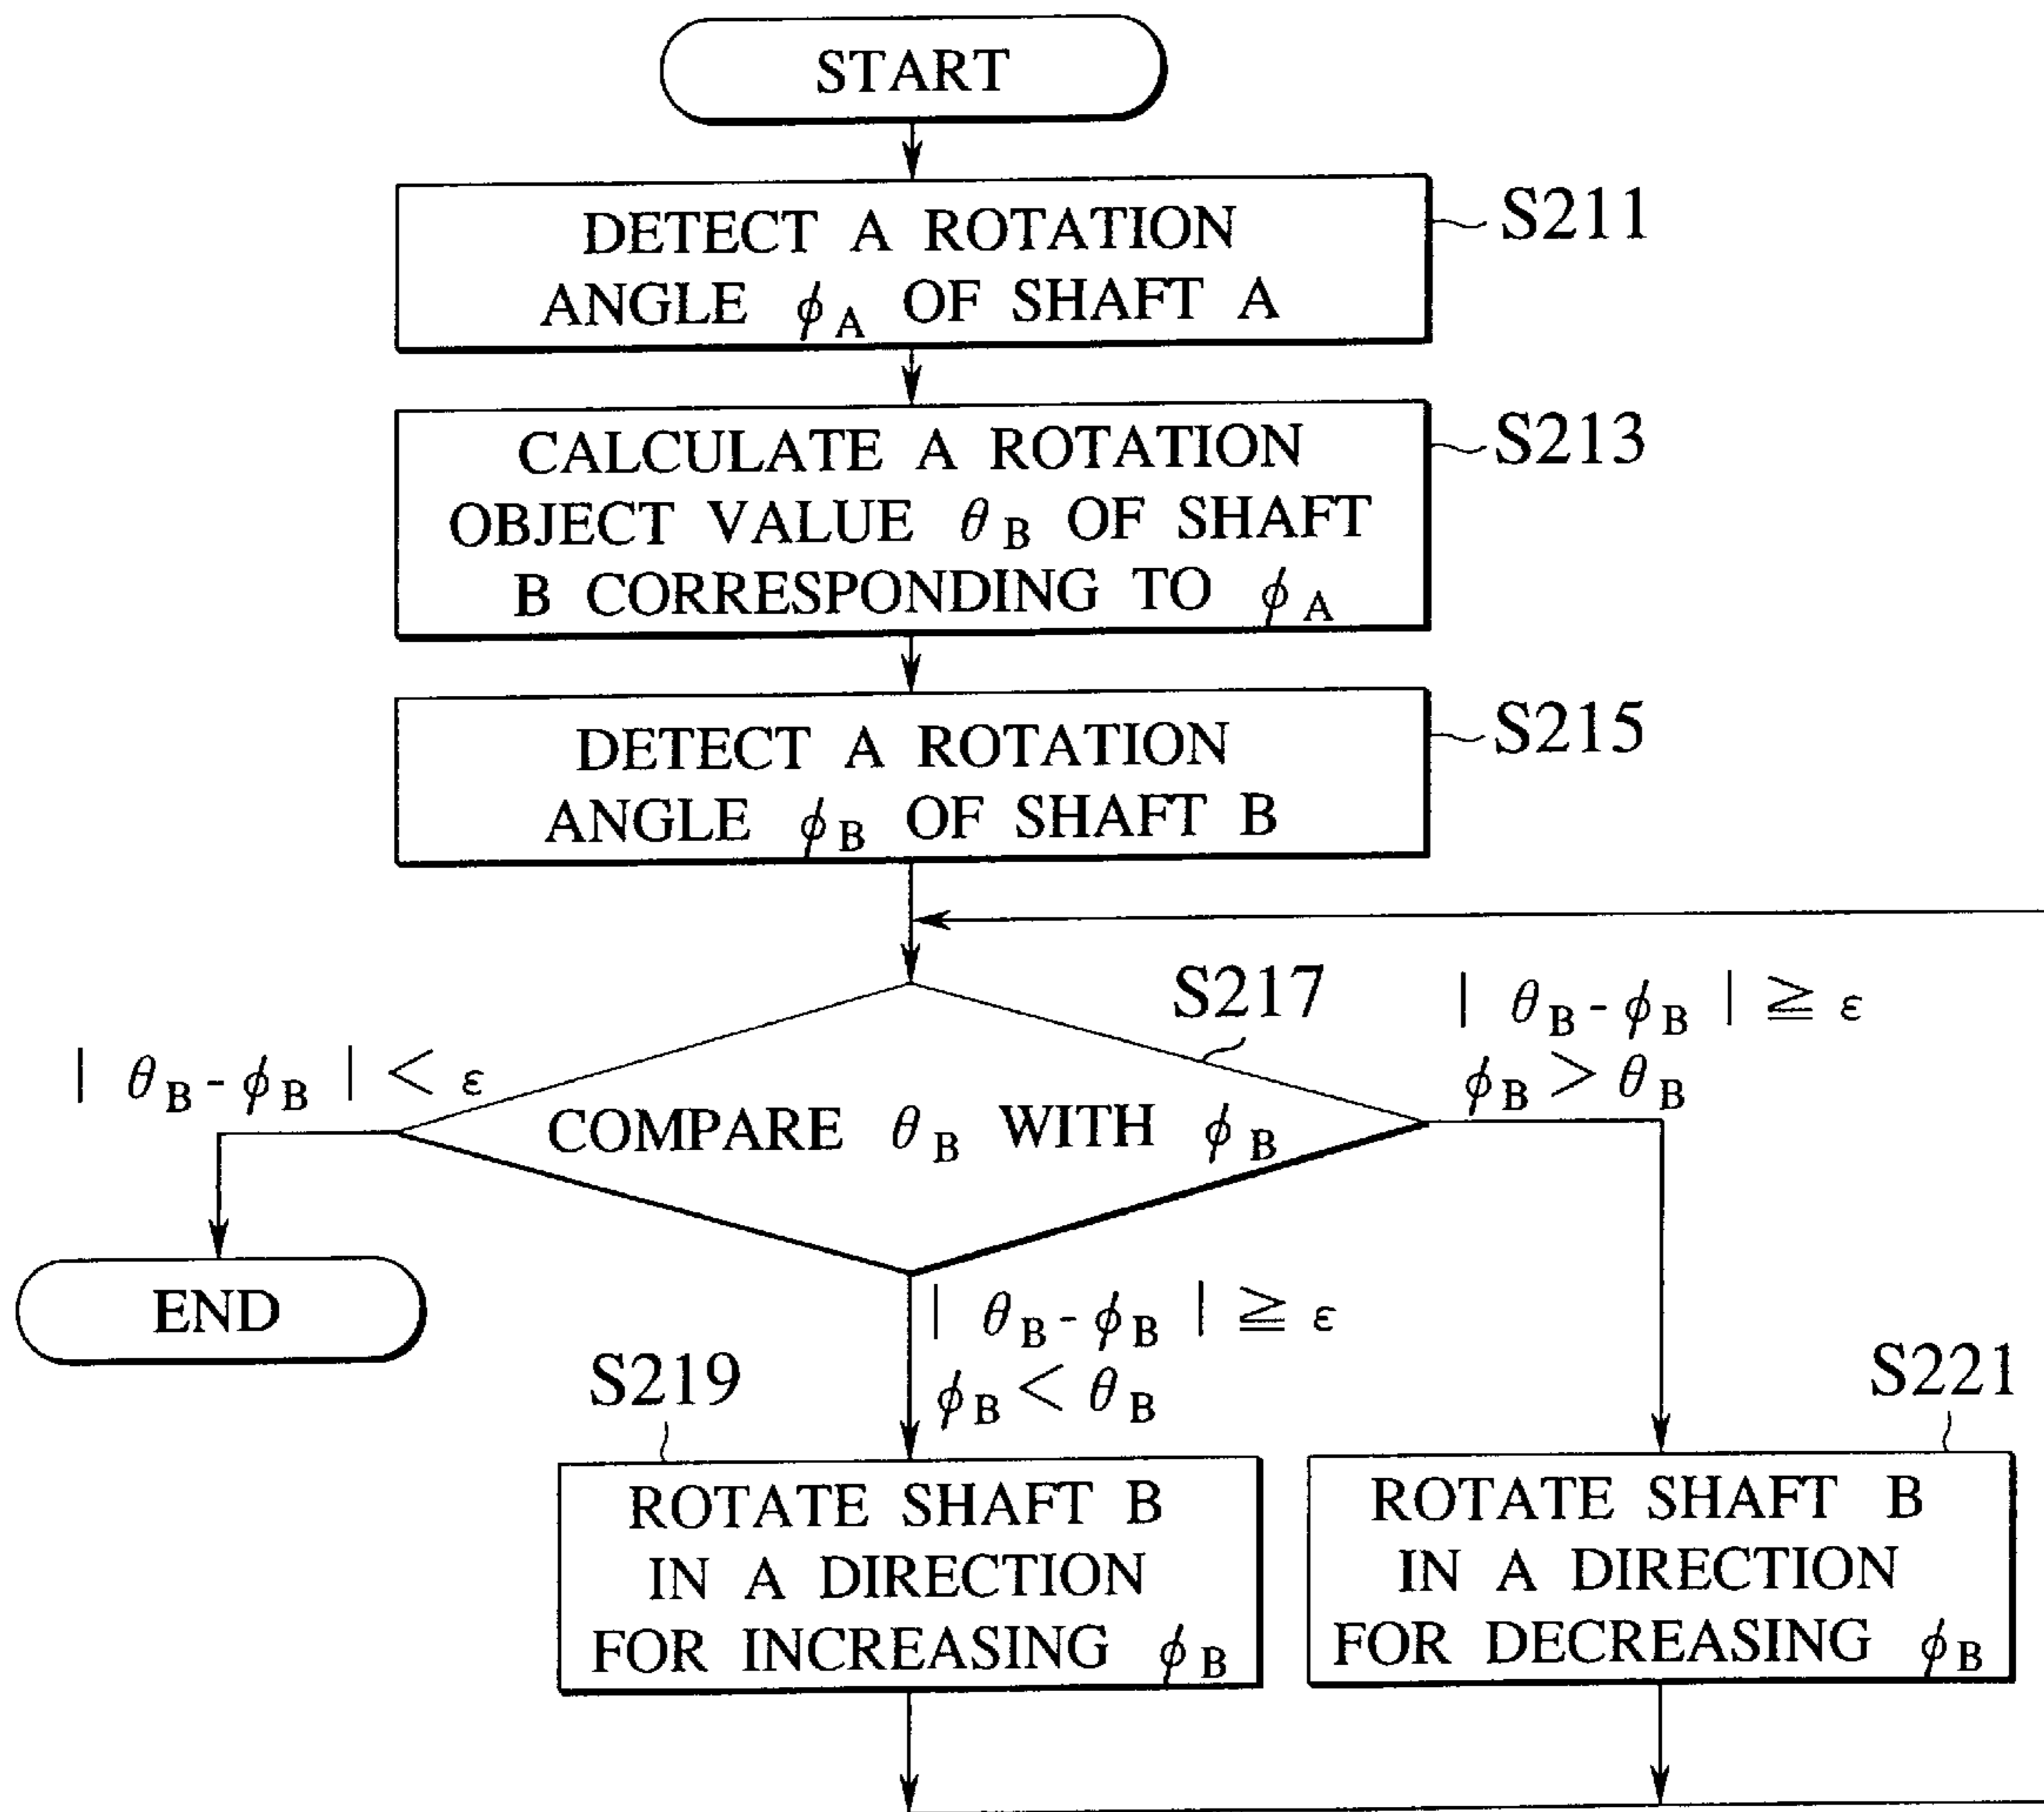 START
DETECT A ROTATION
ANGLE ϕA OF SHAFT A
S211
CALCULATE A ROTATION
OBJECT VALUE θB OF SHAFT
B CORRESPONDING TO ϕA
S213
DETECT A ROTATION
ANGLE ϕB OF SHAFT B
S215
S217
COMPARE θB WITH ϕB
| θB - ϕB | < ε
| θB - ϕB | ≧ ε
ϕB > θB
END
| θB - ϕB | ≧ ε
ϕB < θB
S219
ROTATE SHAFT B
IN A DIRECTION
FOR INCREASING ϕB
S221
ROTATE SHAFT B
IN A DIRECTION
FOR DECREASING ϕB